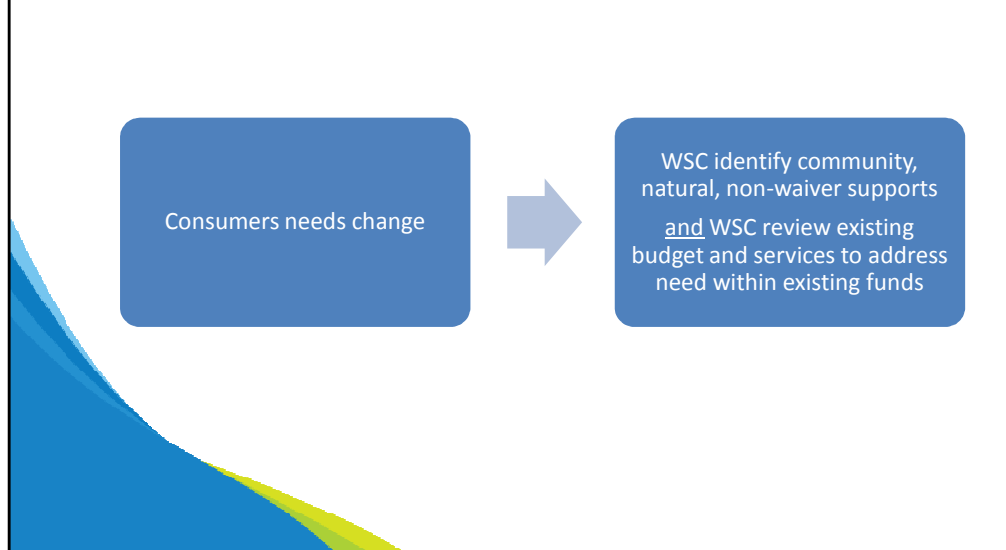 Consumers needs change
WSC identify community,
natural, non-waiver supports
and WSC review existing
budget and services to address
need within existing funds